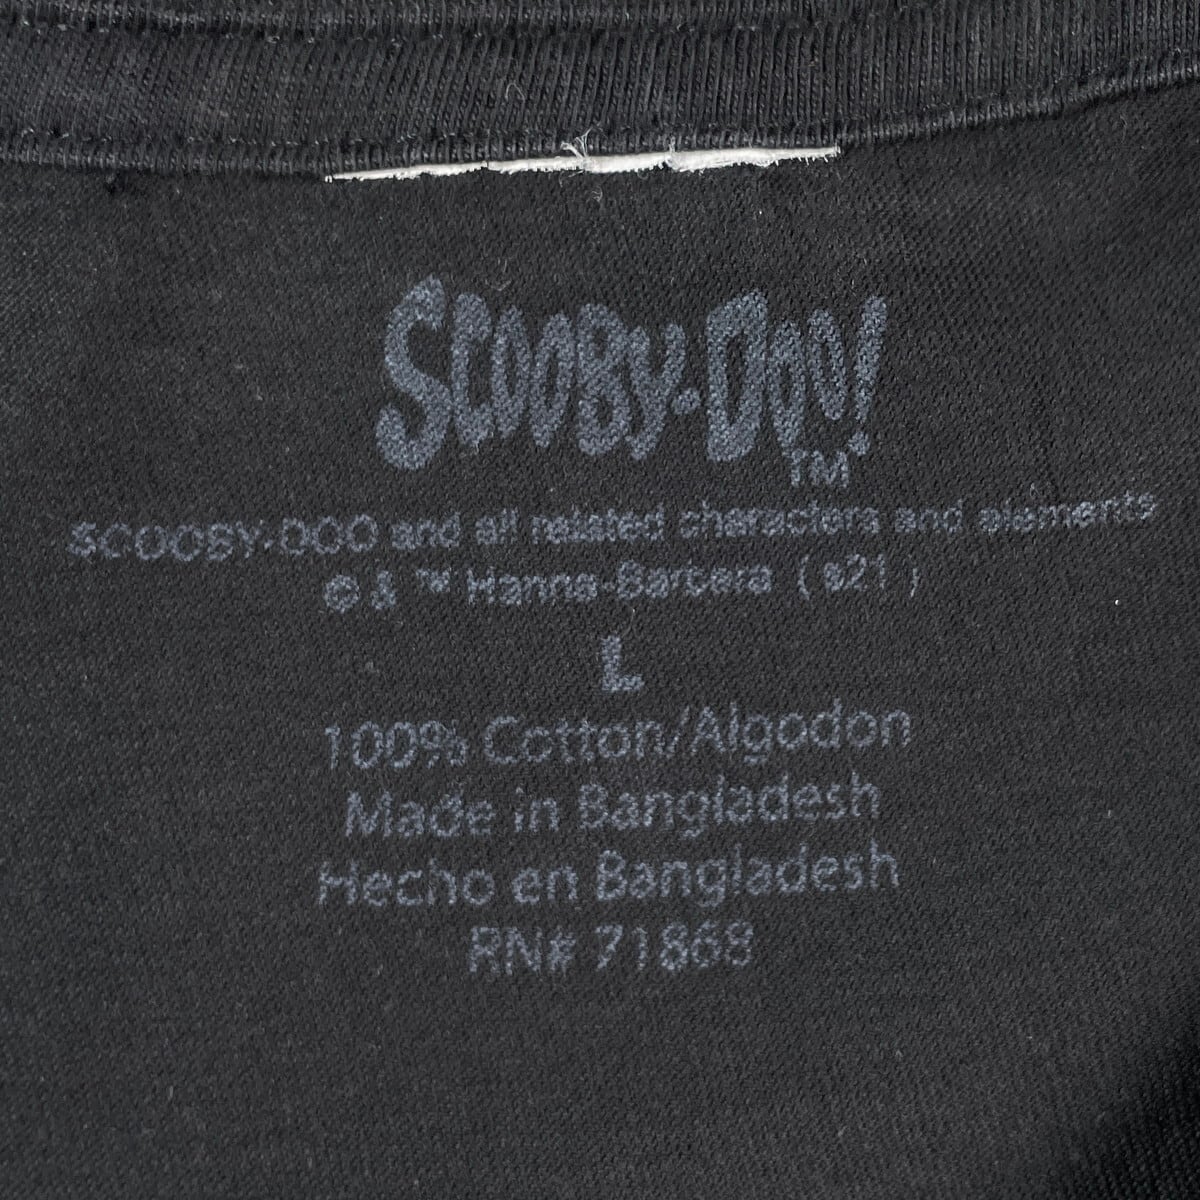 SCOOBY-DOO!
TM
SCOOBY-DOO and all related characters and elements
© & ™ Hanna-Barbera (s21)
L
100% Cotton/Algodon
Made in Bangladesh
Hecho en Bangladesh
RN# 71868